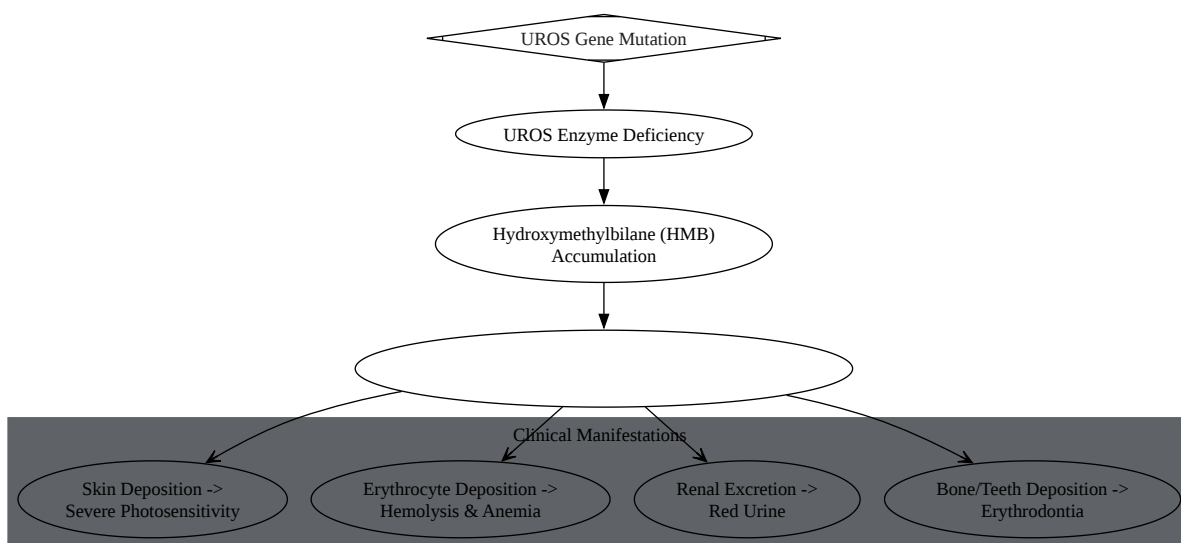 UROS Gene Mutation
UROS Enzyme Deficiency
Hydroxymethylbilane (HMB)
Accumulation
Clinical Manifestations
Skin Deposition ->
Severe Photosensitivity
Erythrocyte Deposition ->
Hemolysis & Anemia
Renal Excretion ->
Red Urine
Bone/Teeth Deposition ->
Erythrodontia